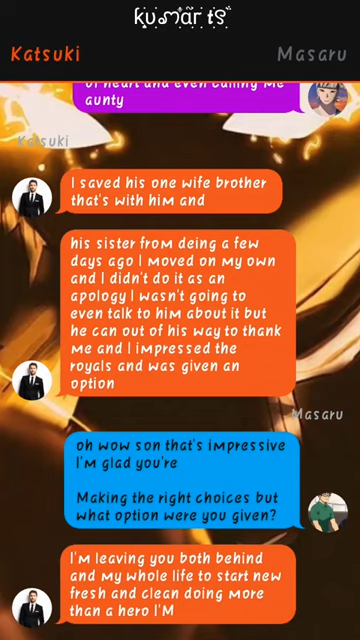 kumar ts
Katsuki
Masaru
of heart and even calling me
aunty
Katsuki
I saved his one wife brother
that's with him and
his sister from deing a few
days ago I moved on my own
and I didn't do it as an
apology I wasn't going to
even talk to him about it but
he can out of his way to thank
me and I impressed the
royals and was given an
option
Masaru
oh wow son that's impressive
I'm glad you're
Making the right choices but
what option were you given?
I'm leaving you both behind
and my whole life to start new
fresh and clean doing more
than a hero I'M